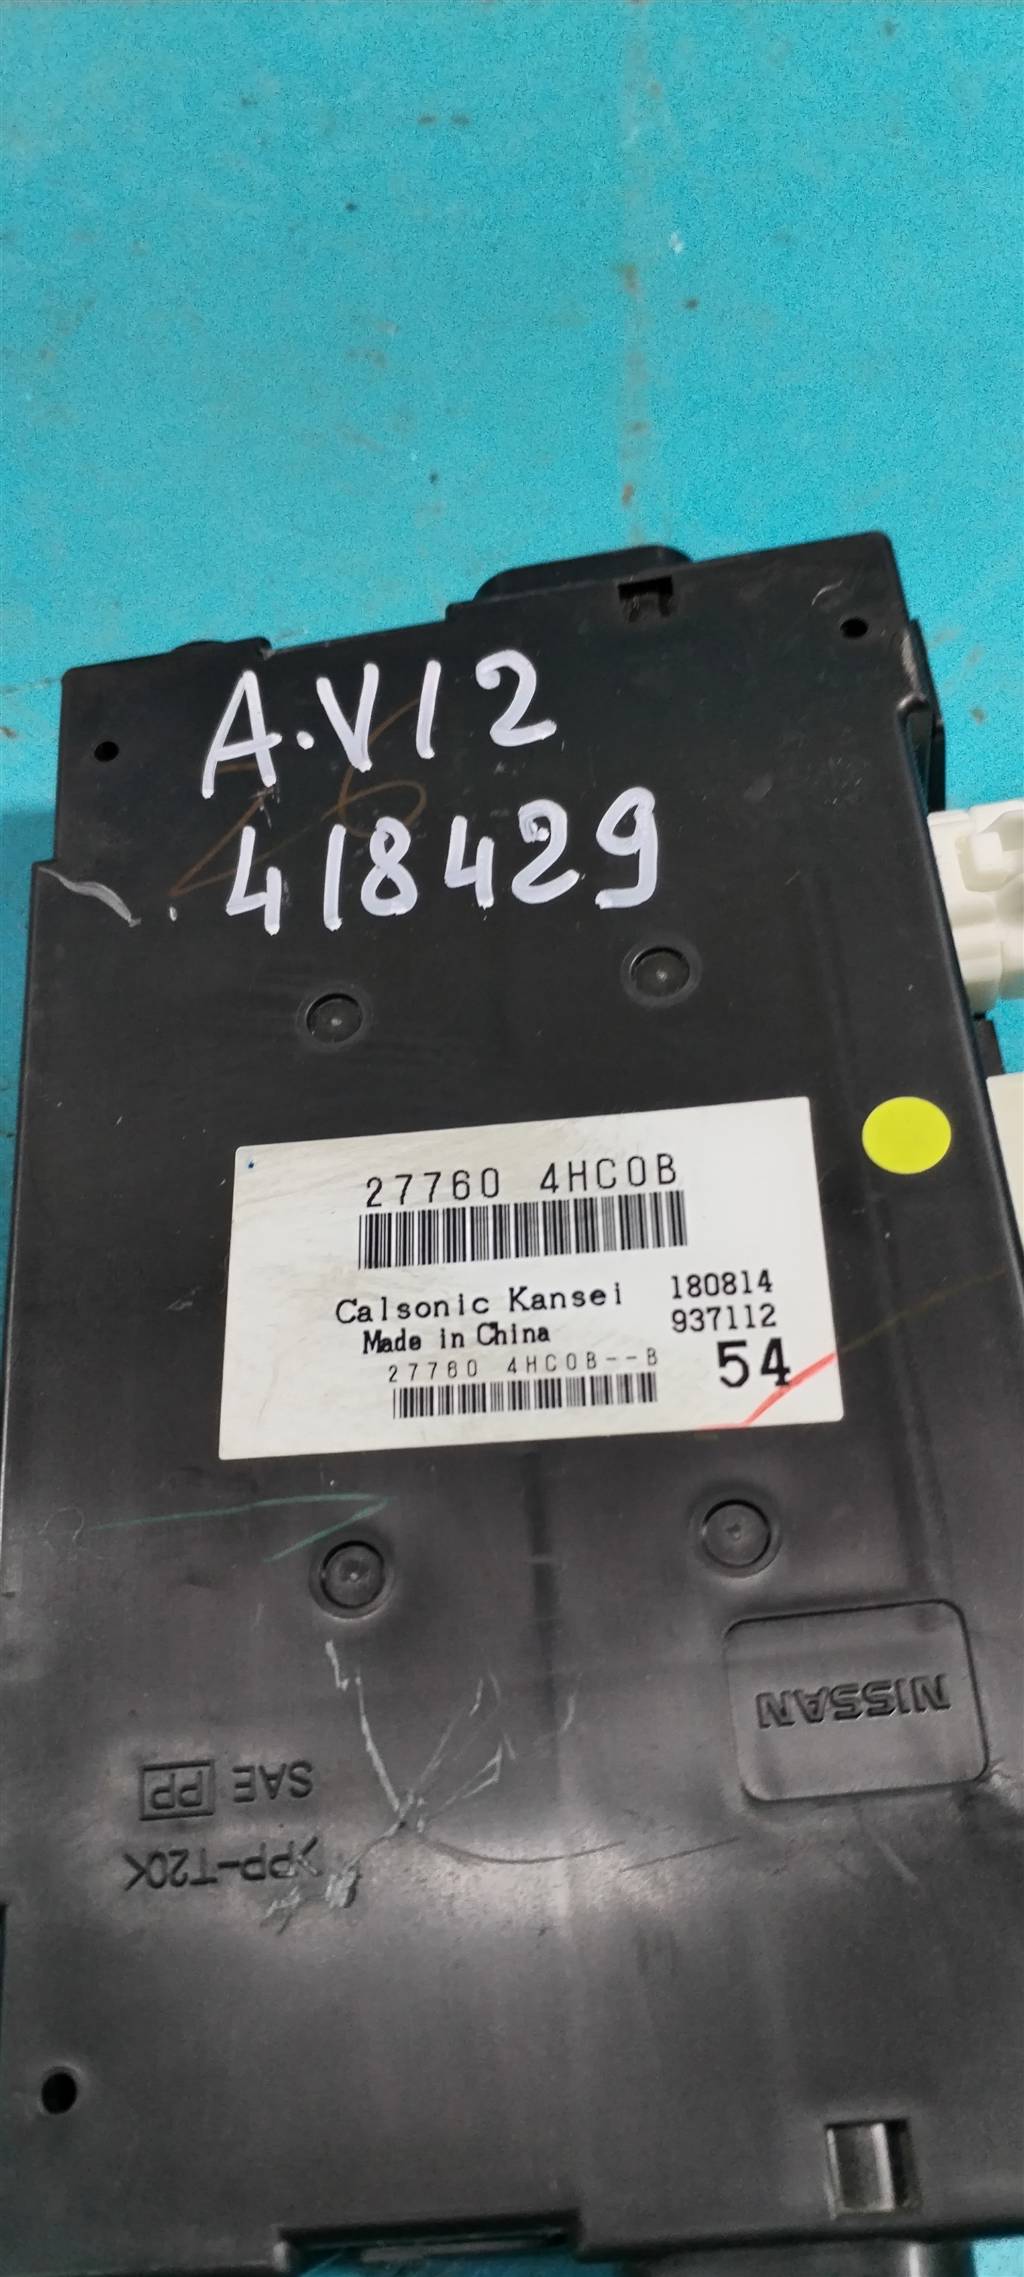 A.V12
418429
27760 4HC0B
Calsonic Kansei 180814
Made in China 937112
27760 4HC0B--B 54
NISSAN
SAE PP
>PP-T20<